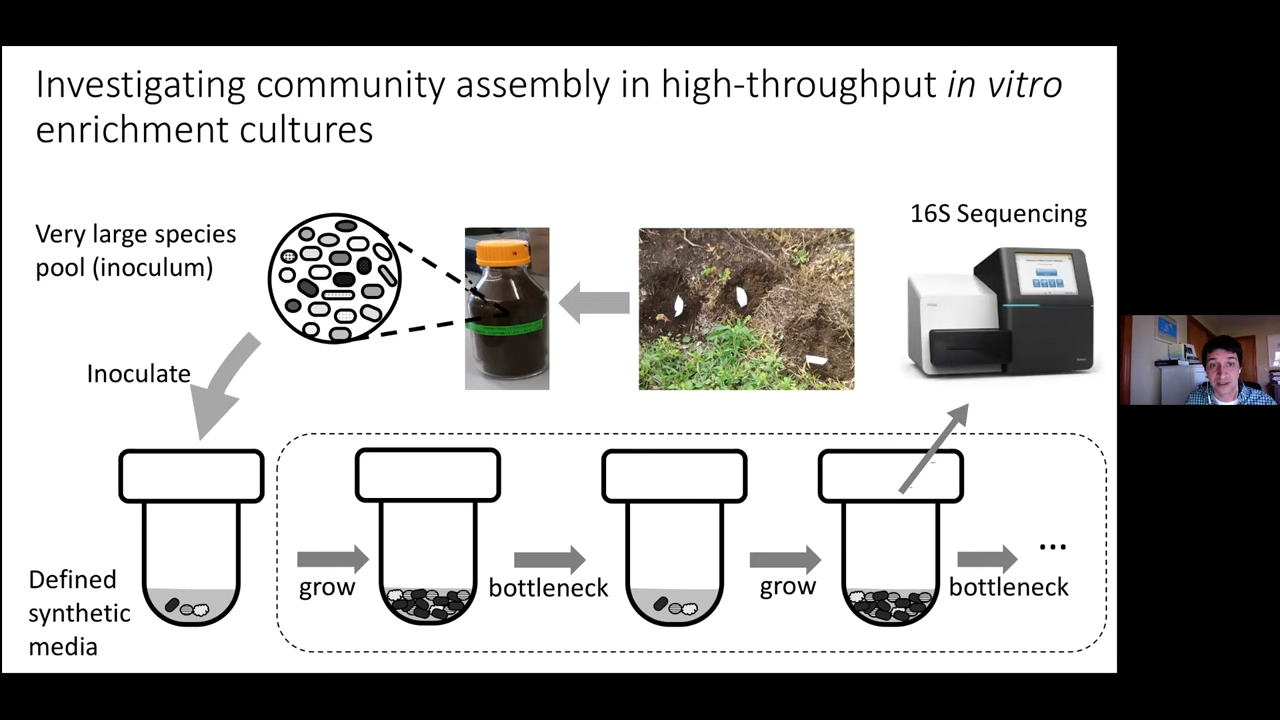 Investigating community assembly in high-throughput in vitro
enrichment cultures
Very large species
pool (inoculum)
16S Sequencing
Inoculate
Defined
synthetic
media
grow
bottleneck
grow
bottleneck
...